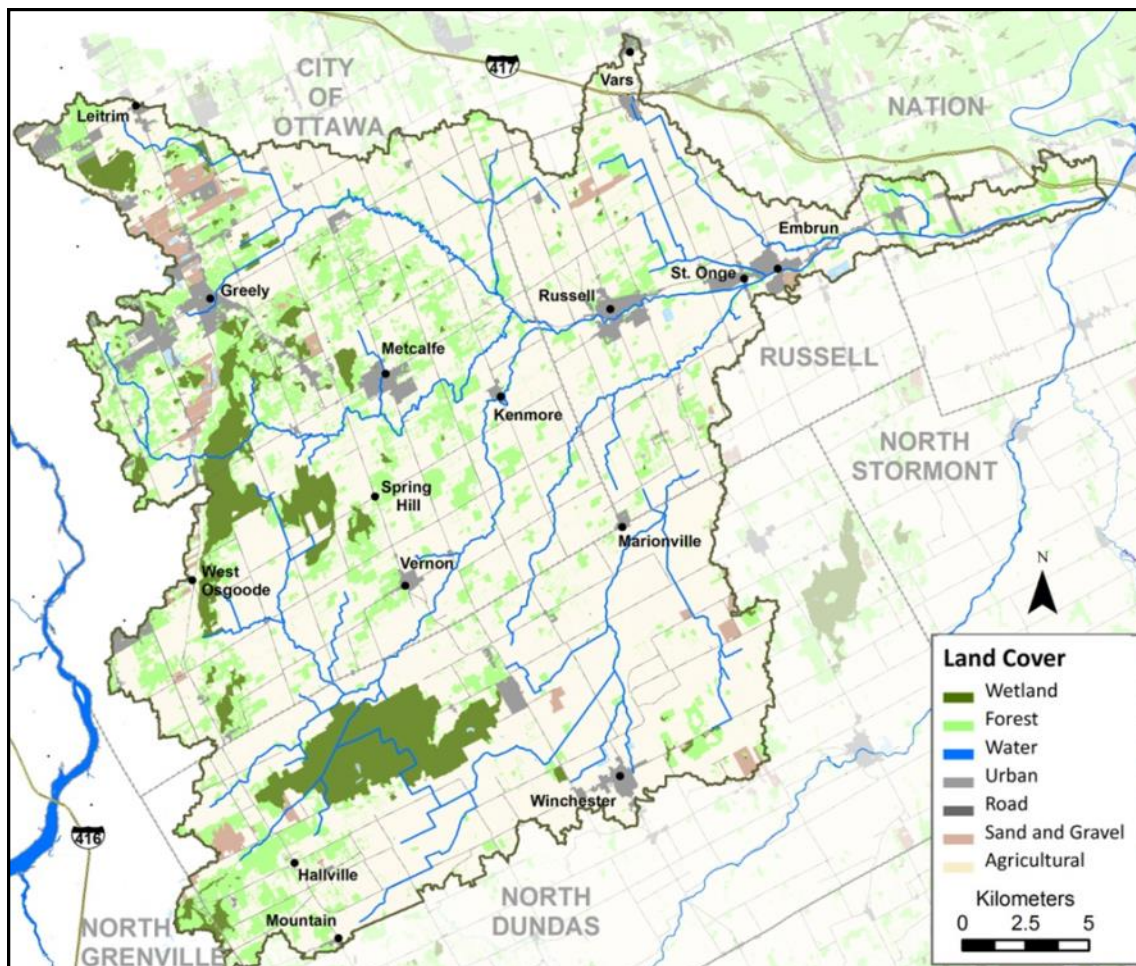 417
Vars
CITY
OF
OTTAWA
NATION
Leitrim
Embrun
St. Onge
Greely
Russell
Metcalfe
RUSSELL
Kenmore
NORTH
STORMONT
Spring
Hill
Marionville
Vernon
West
Osgoode
N
Land Cover
Wetland
Forest
Water
Urban
Road
Sand and Gravel
Agricultural
Kilometers
0 2.5 5
Winchester
416
Hallville
NORTH
DUNDAS
Mountain
NORTH
GRENVILLE